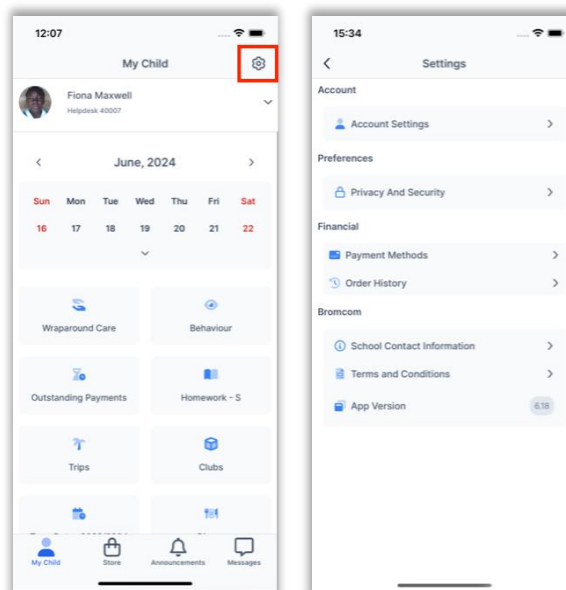 12:07
My Child
Fiona Maxwell
Helpdesk 40007
June, 2024
Sun Mon Tue Wed Thu Fri Sat
16 17 18 19 20 21 22
Wraparound Care
Behaviour
Outstanding Payments
Homework - S
Trips
Clubs
My Child
Store
Announcements
Messages
15:34
Settings
Account
Account Settings
Preferences
Privacy And Security
Financial
Payment Methods
Order History
Bromcom
School Contact Information
Terms and Conditions
App Version
6.18